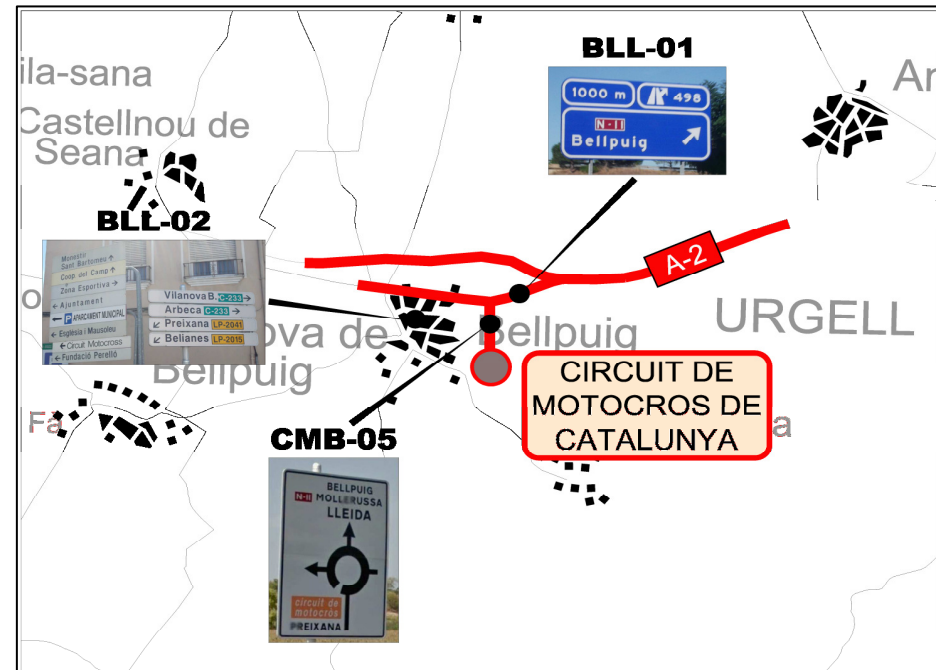 BLL-01
ila-sana
1000 m 498
N-II
Bellpuig
Castellnou de
Seana
BLL-02
Monestir
Sant Bartomeu ↑
Coop. del Camp ↑
Zona Esportiva →
← Ajuntament
← P APARCAMENT MUNICIPAL
← Església i Mausoleu
← Circuit Motocross
← Fundació Perelló
Vilanova B. C-233 →
Arbeca C-233 →
↙ Preixana LP-2041
↙ Belianes LP-2015
A-2
URGELL
ova de
Bellpuig
Bellpuig
CIRCUIT DE
MOTOCROS DE
CATALUNYA
a
Fa
CMB-05
BELLPUIG
N-II MOLLERUSSA
LLEIDA
circuit de
motocròs
PREIXANA